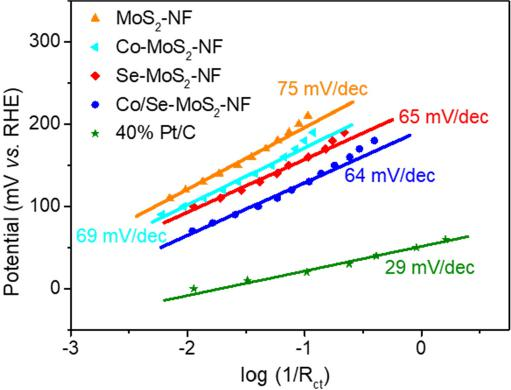 MoS₂-NF
Co-MoS₂-NF
Se-MoS₂-NF
Co/Se-MoS₂-NF
40% Pt/C
75 mV/dec
65 mV/dec
64 mV/dec
69 mV/dec
29 mV/dec
Potential (mV vs. RHE)
300
200
100
0
-3
-2
-1
0
log (1/Rct)